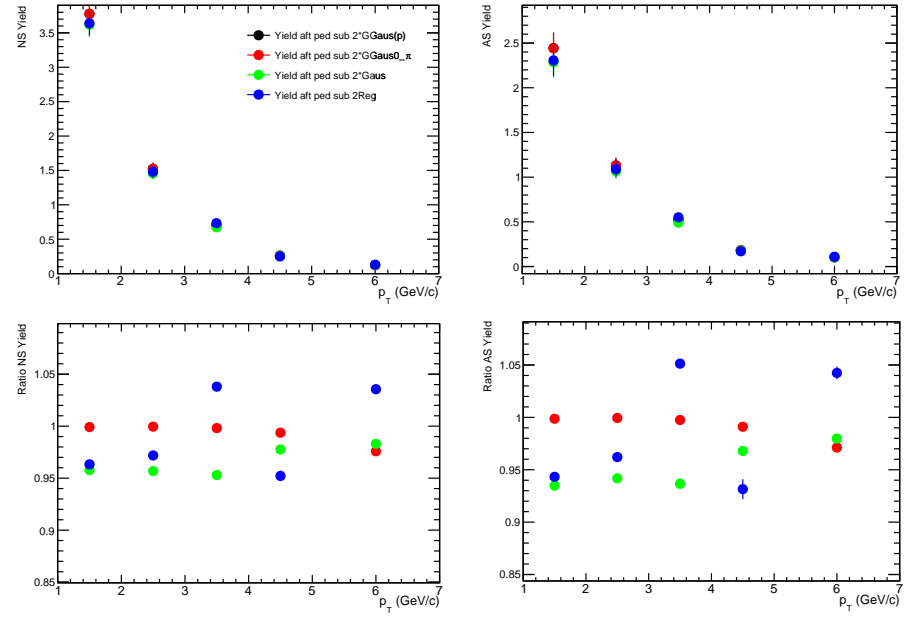 NS Yield
3.5
3
2.5
2
1.5
1
0.5
0
1 2 3 4 5 6 7
p_T (GeV/c)
Yield aft ped sub 2*GGaus(p)
Yield aft ped sub 2*GGaus0_π
Yield aft ped sub 2*Gaus
Yield aft ped sub 2Reg
AS Yield
2.5
2
1.5
1
0.5
0
1 2 3 4 5 6 7
p_T (GeV/c)
Ratio NS Yield
1.05
1
0.95
0.9
0.85
1 2 3 4 5 6 7
p_T (GeV/c)
Ratio AS Yield
1.05
1
0.95
0.9
0.85
1 2 3 4 5 6 7
p_T (GeV/c)